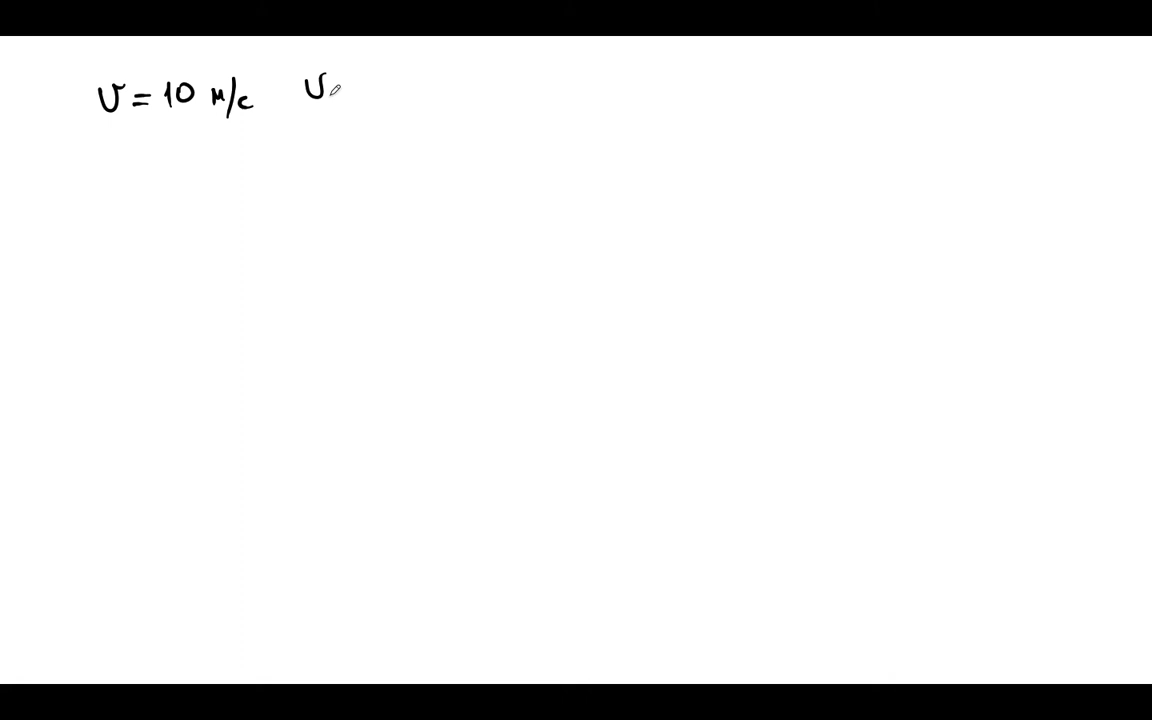 υ = 10 м/с υ